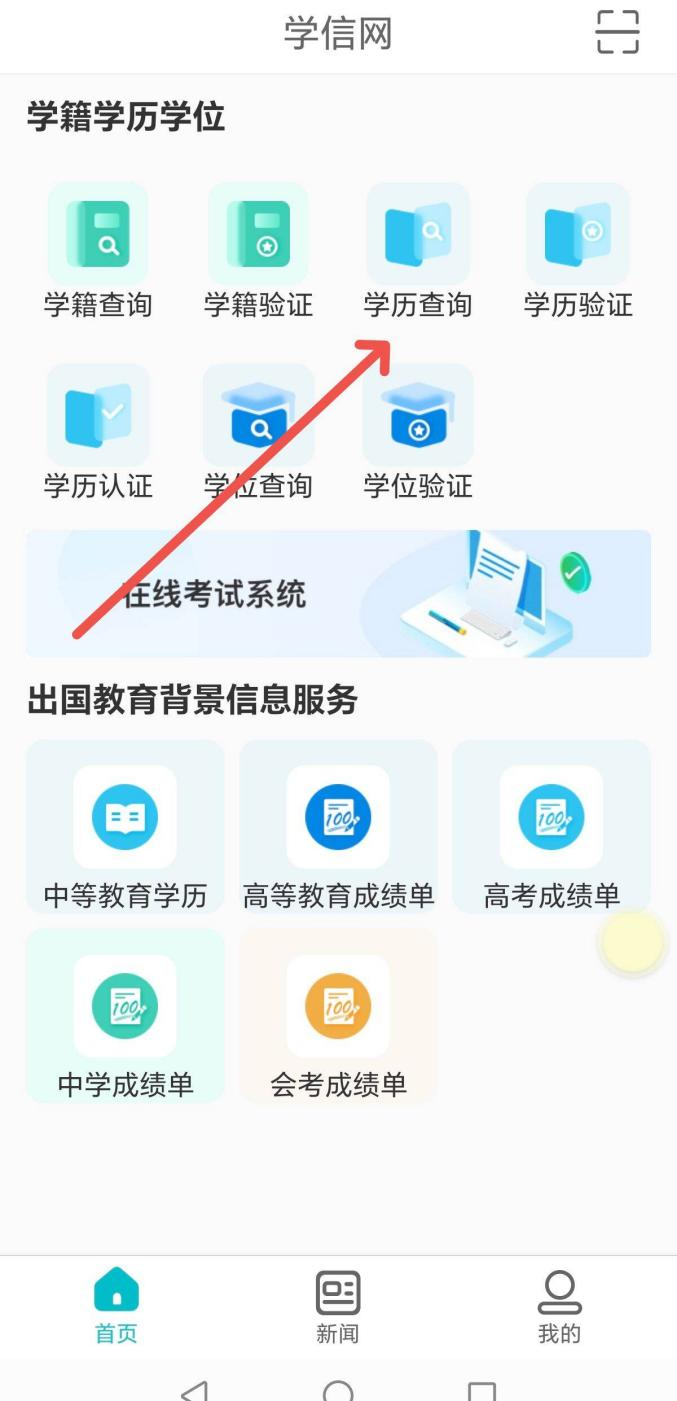 学信网
学籍学历学位
学籍查询 学籍验证 学历查询 学历验证
学历认证 学位查询 学位验证
在线考试系统
出国教育背景信息服务
100 100
中等教育学历 高等教育成绩单 高考成绩单
100 100
中学成绩单 会考成绩单
首页 新闻 我的